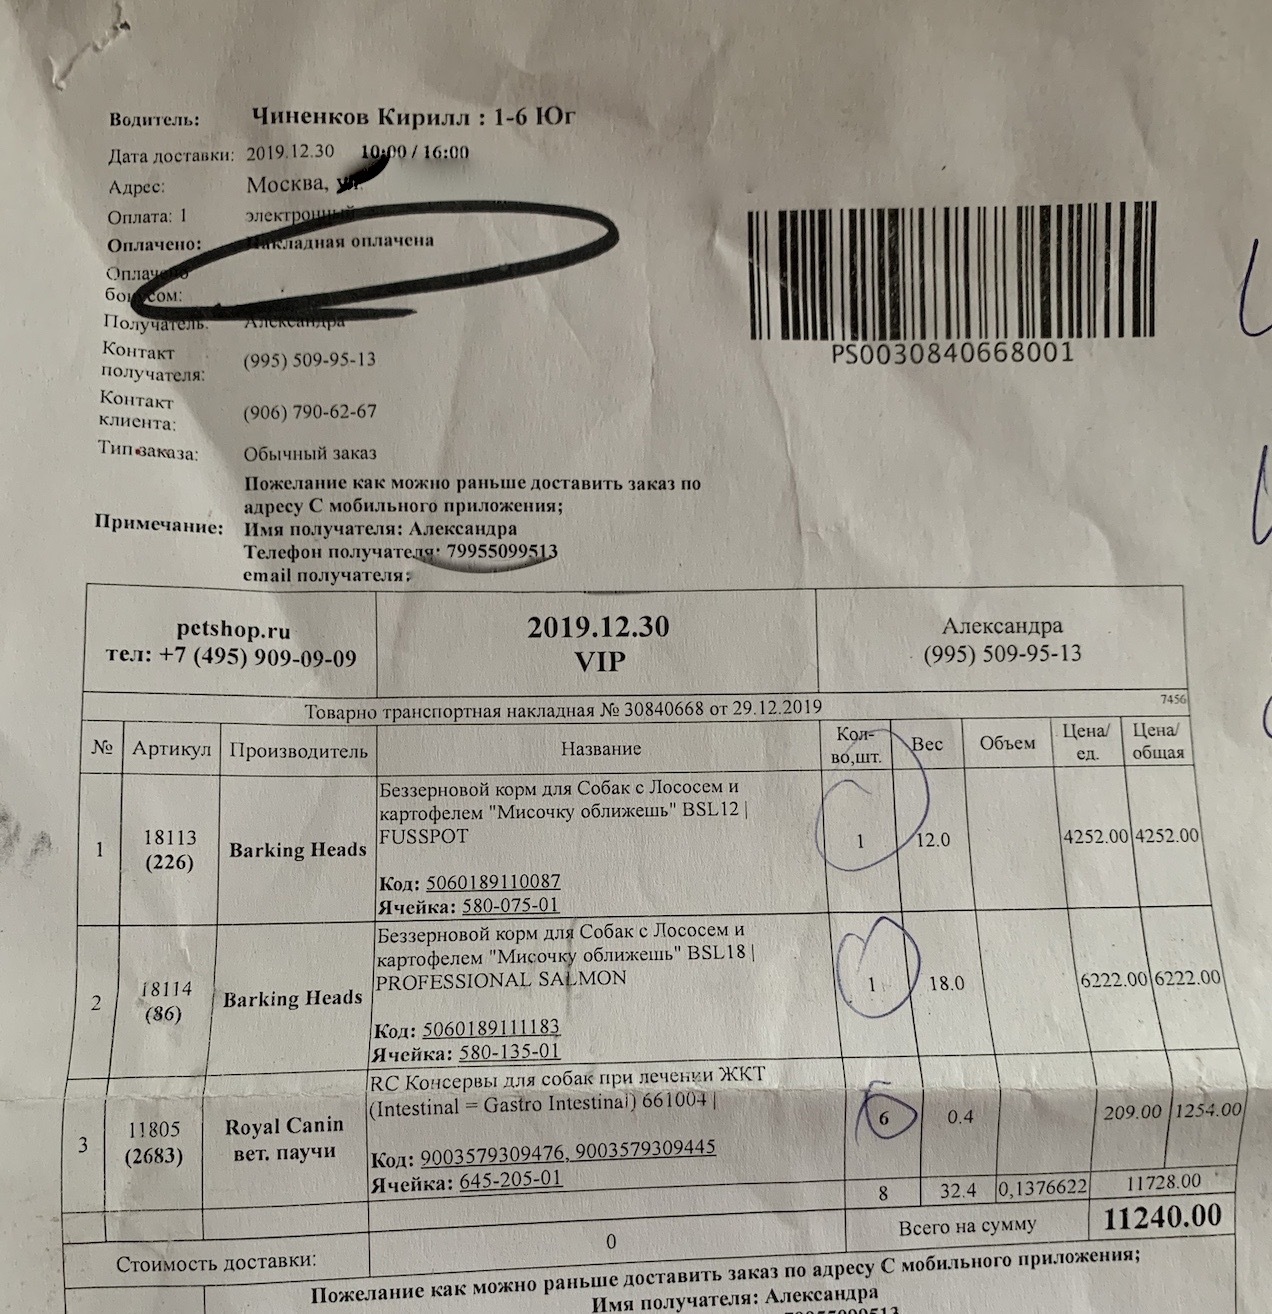 Водитель: Чиненков Кирилл : 1-6 Юг
Дата доставки: 2019.12.30 10:00 / 16:00
Адрес: Москва, ул.
Оплата: 1 электронный
Оплачено: Накладная оплачена
Оплачено
бонусом:
Получатель: Александра
Контакт
получателя: (995) 509-95-13
Контакт
клиента: (906) 790-62-67
Тип заказа: Обычный заказ
Примечание: Пожелание как можно раньше доставить заказ по
адресу С мобильного приложения;
Имя получателя: Александра
Телефон получателя: 79955099513
email получателя:
PS0030840668001
petshop.ru
тел: +7 (495) 909-09-09
2019.12.30
VIP
Александра
(995) 509-95-13
Товарно транспортная накладная № 30840668 от 29.12.2019 7456
№ Артикул Производитель Название Кол-во,шт. Вес Объем Цена/ед. Цена/общая
1 18113 (226) Barking Heads
Беззерновой корм для Собак с Лососем и
картофелем "Мисочку оближешь" BSL12 |
FUSSPOT
Код: 5060189110087
Ячейка: 580-075-01
1 12.0 4252.00 4252.00
2 18114 (86) Barking Heads
Беззерновой корм для Собак с Лососем и
картофелем "Мисочку оближешь" BSL18 |
PROFESSIONAL SALMON
Код: 5060189111183
Ячейка: 580-135-01
1 18.0 6222.00 6222.00
3 11805 (2683) Royal Canin вет. паучи
RC Консервы для собак при лечении ЖКТ
(Intestinal = Gastro Intestinal) 661004 |
Код: 9003579309476, 9003579309445
Ячейка: 645-205-01
6 0.4 209.00 1254.00
8 32.4 0,1376622 11728.00
Всего на сумму 11240.00
Стоимость доставки: 0
Пожелание как можно раньше доставить заказ по адресу С мобильного приложения;
Имя получателя: Александра
79955099513